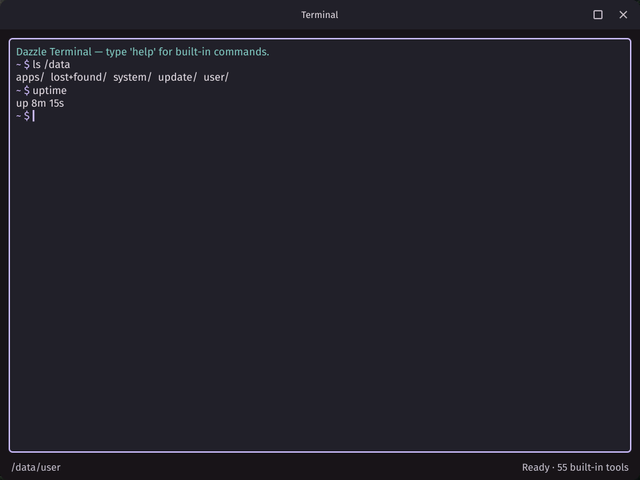 Terminal
Dazzle Terminal — type 'help' for built-in commands.
~ $ ls /data
apps/ lost+found/ system/ update/ user/
~ $ uptime
up 8m 15s
~ $
/data/user
Ready · 55 built-in tools